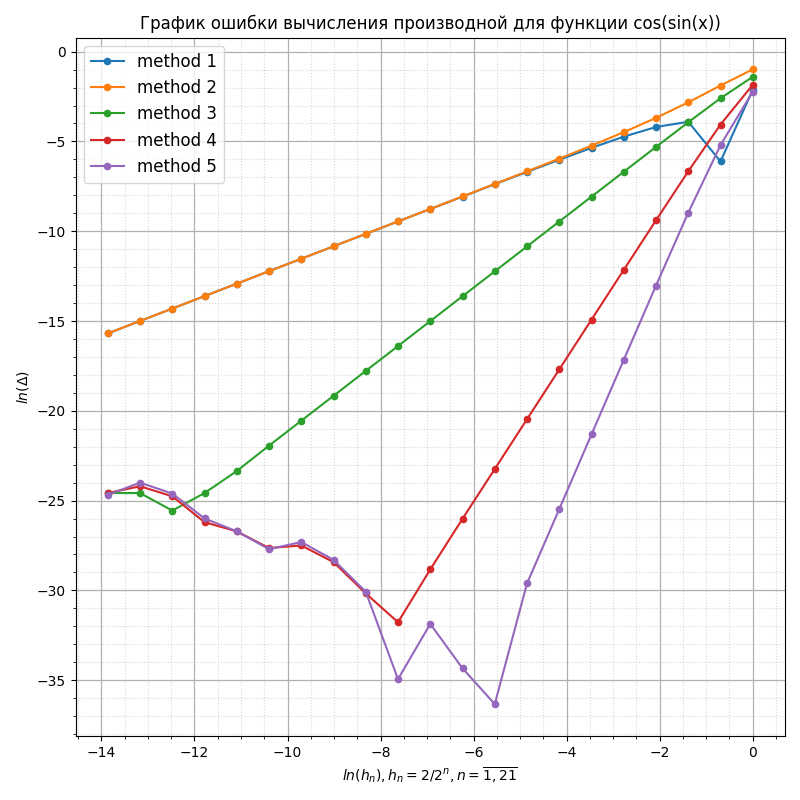 График ошибки вычисления производной для функции cos(sin(x))
method 1
method 2
method 3
method 4
method 5
0
−5
−10
−15
−20
−25
−30
−35
ln(Δ)
−14 −12 −10 −8 −6 −4 −2 0
ln(hₙ), hₙ = 2/2ⁿ, n = 1, 21